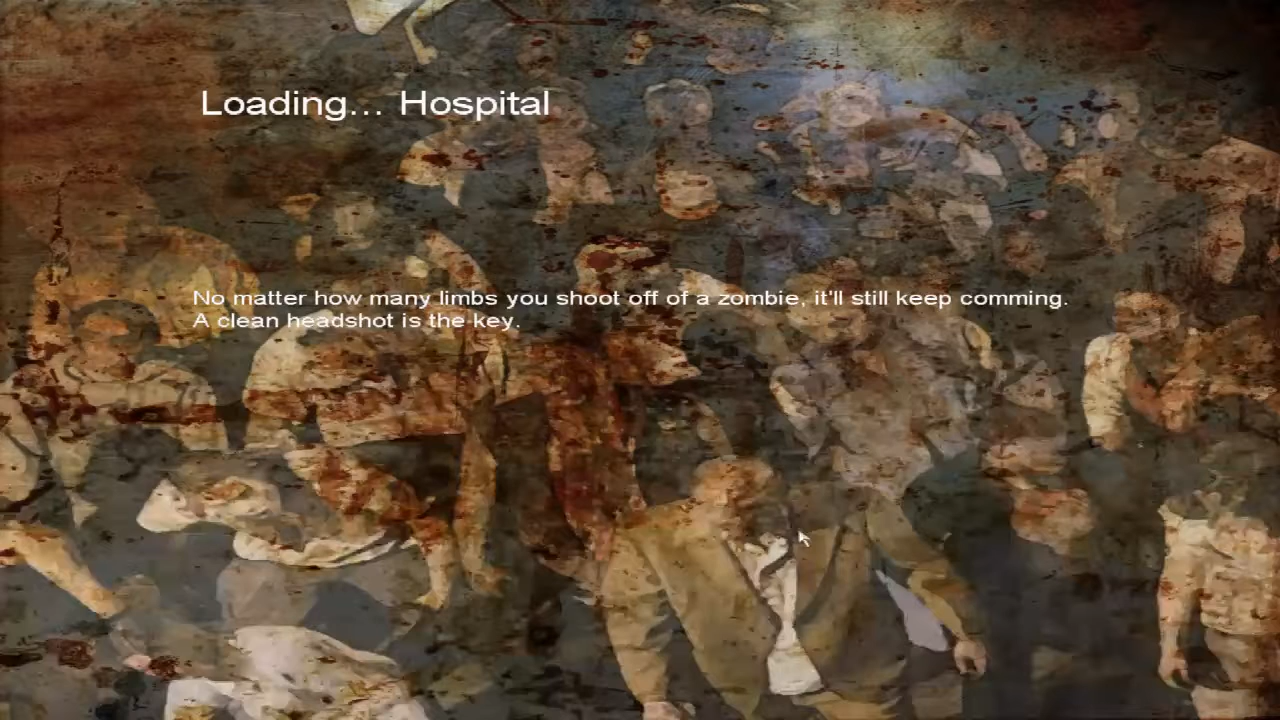 Loading... Hospital
No matter how many limbs you shoot off of a zombie, it'll still keep comming.
A clean headshot is the key.